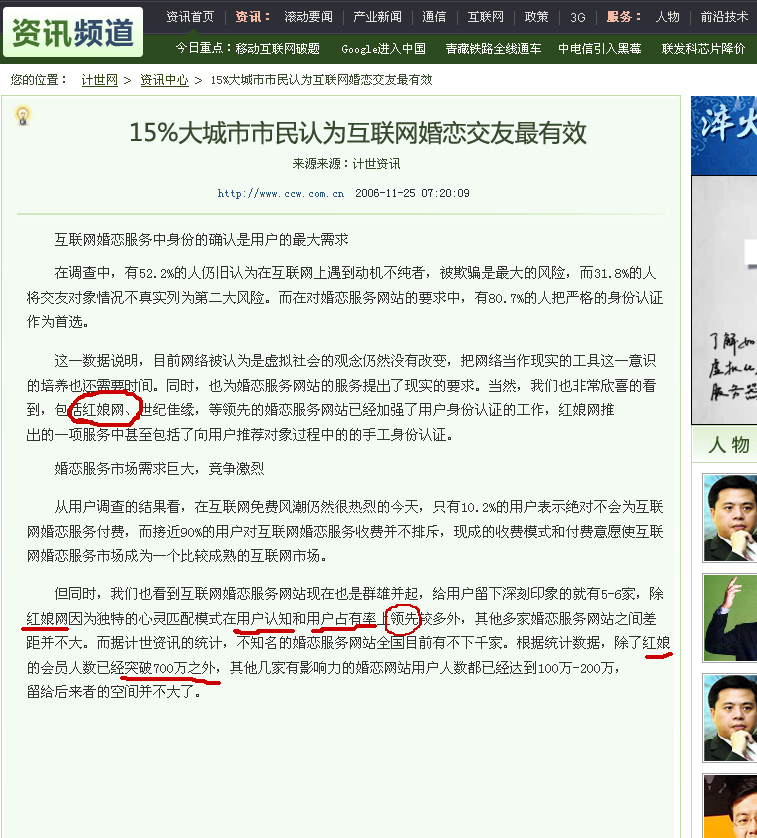 资讯频道
资讯首页 | 资讯： 滚动要闻 | 产业新闻 | 通信 | 互联网 | 政策 | 3G | 服务： 人物 | 前沿技术
今日重点：移动互联网破题 Google进入中国 青藏铁路全线通车 中电信引入黑莓 联发科芯片降价
您的位置： 计世网 > 资讯中心 > 15%大城市市民认为互联网婚恋交友最有效
15%大城市市民认为互联网婚恋交友最有效
来源来源：计世资讯
http://www.ccw.com.cn 2006-11-25 07:20:09
互联网婚恋服务中身份的确认是用户的最大需求
在调查中，有52.2%的人仍旧认为在互联网上遇到动机不纯者，被欺骗是最大的风险，而31.8%的人
将交友对象情况不真实列为第二大风险。而在对婚恋服务网站的要求中，有80.7%的人把严格的身份认证
作为首选。
这一数据说明，目前网络被认为是虚拟社会的观念仍然没有改变，把网络当作现实的工具这一意识
的培养也还需要时间。同时，也为婚恋服务网站的服务提出了现实的要求。当然，我们也非常欣喜的看
到，包括红娘网、世纪佳缘，等领先的婚恋服务网站已经加强了用户身份认证的工作，红娘网推
出的一项服务中甚至包括了向用户推荐对象过程中的的手工身份认证。
婚恋服务市场需求巨大，竞争激烈
从用户调查的结果看，在互联网免费风潮仍然很热烈的今天，只有10.2%的用户表示绝对不会为互联
网婚恋服务付费，而接近90%的用户对互联网婚恋服务收费并不排斥，现成的收费模式和付费意愿使互联
网婚恋服务市场成为一个比较成熟的互联网市场。
但同时，我们也看到互联网婚恋服务网站现在也是群雄并起，给用户留下深刻印象的就有5-6家，除
红娘网因为独特的心灵匹配模式在用户认知和用户占有率上领先较多外，其他多家婚恋服务网站之间差
距并不大。而据计世资讯的统计，不知名的婚恋服务网站全国目前有不下千家。根据统计数据，除了红娘
的会员人数已经突破700万之外，其他几家有影响力的婚恋网站用户人数都已经达到100万-200万，
留给后来者的空间并不大了。
淬火
了解如
虚拟化
服务器
人物